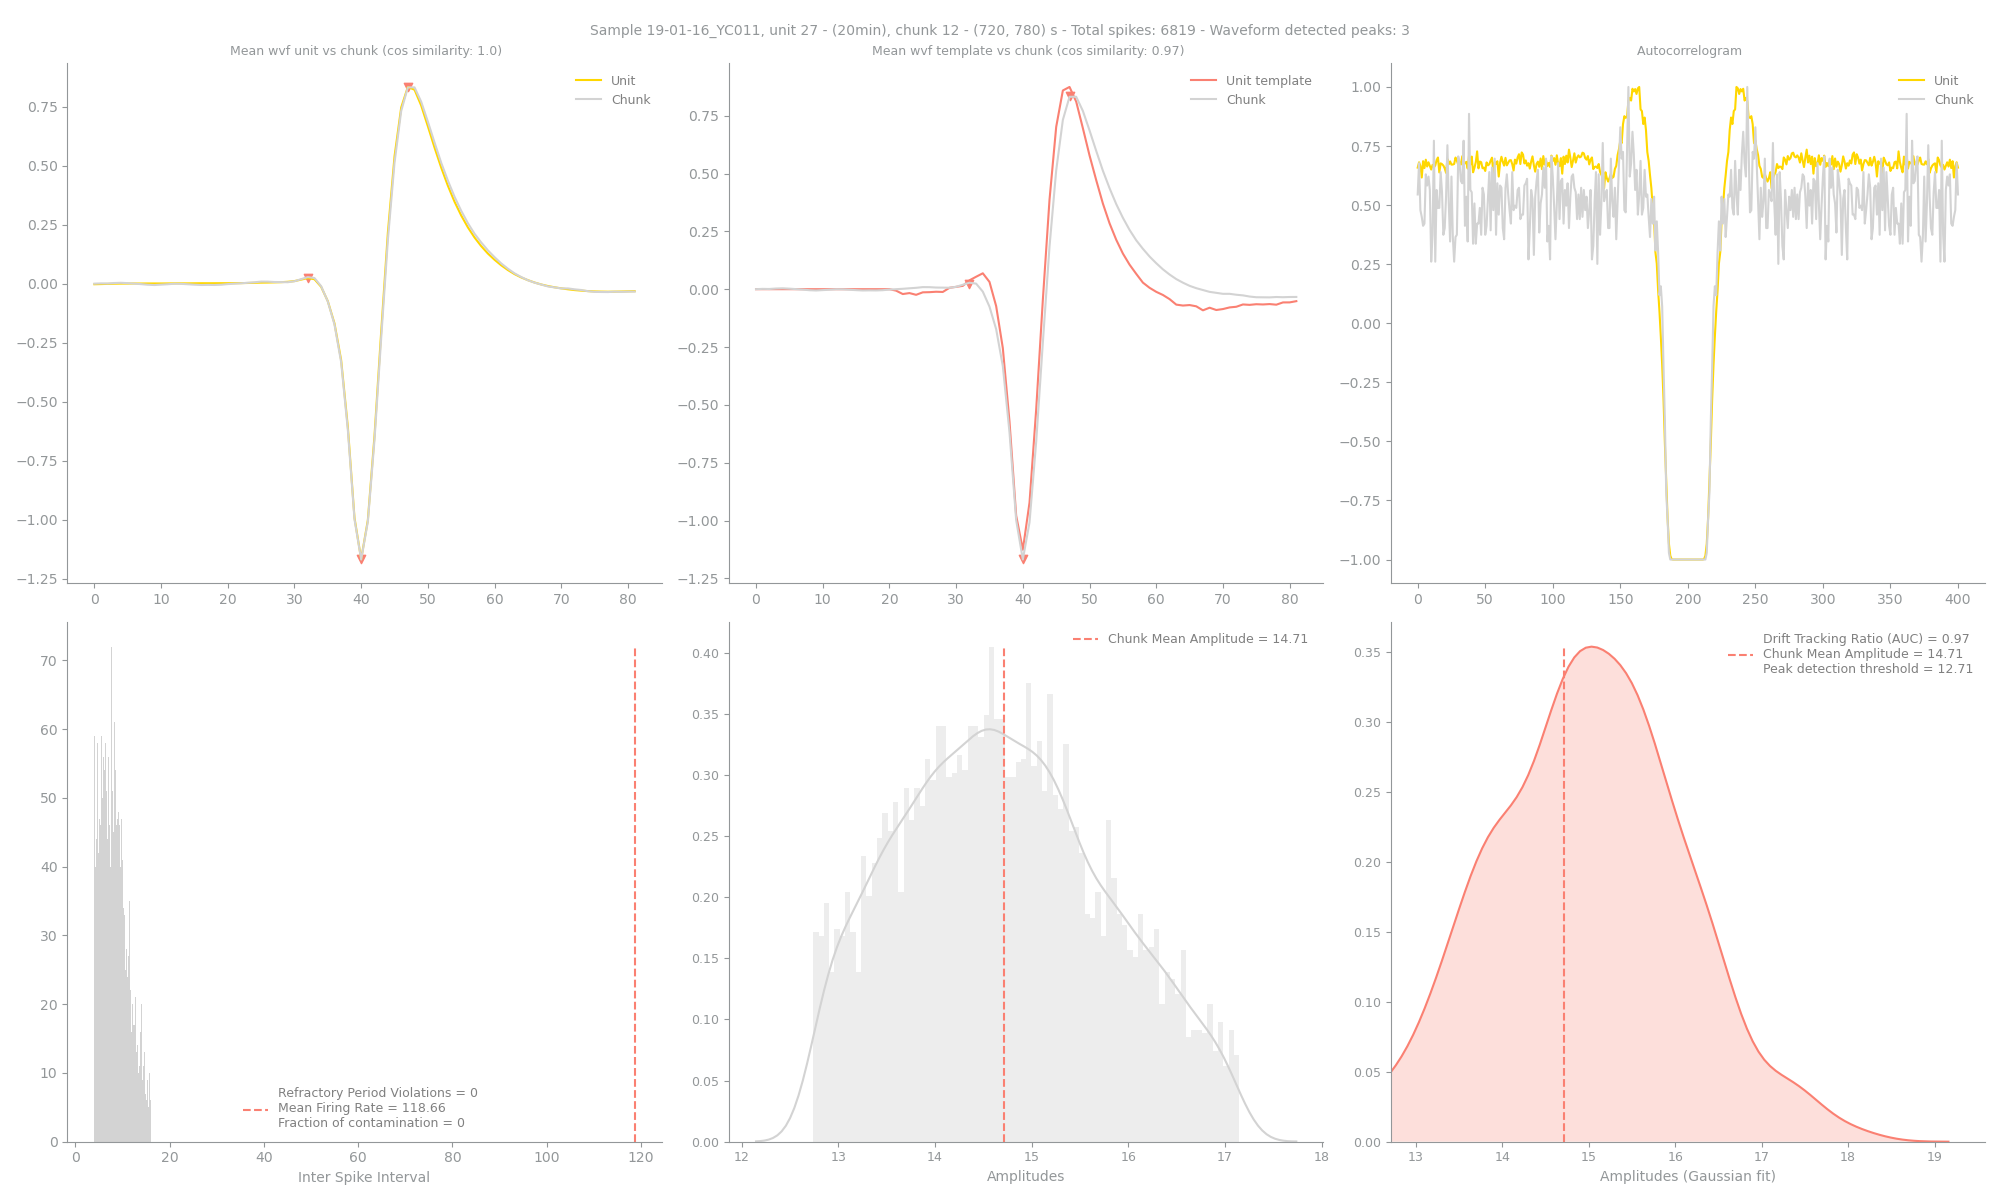 Sample 19-01-16_YC011, unit 27 - (20min), chunk 12 - (720, 780) s - Total spikes: 6819 - Waveform detected peaks: 3
Mean wvf unit vs chunk (cos similarity: 1.0)
Unit
Chunk
0.75
0.50
0.25
0.00
−0.25
−0.50
−0.75
−1.00
−1.25
0 10 20 30 40 50 60 70 80
Mean wvf template vs chunk (cos similarity: 0.97)
Unit template
Chunk
0.75
0.50
0.25
0.00
−0.25
−0.50
−0.75
−1.00
−1.25
0 10 20 30 40 50 60 70 80
Autocorrelogram
Unit
Chunk
1.00
0.75
0.50
0.25
0.00
−0.25
−0.50
−0.75
−1.00
0 50 100 150 200 250 300 350 400
70
60
50
40
30
20
10
0
Refractory Period Violations = 0
Mean Firing Rate = 118.66
Fraction of contamination = 0
0 20 40 60 80 100 120
Inter Spike Interval
Chunk Mean Amplitude = 14.71
0.40
0.35
0.30
0.25
0.20
0.15
0.10
0.05
0.00
12 13 14 15 16 17 18
Amplitudes
Drift Tracking Ratio (AUC) = 0.97
Chunk Mean Amplitude = 14.71
Peak detection threshold = 12.71
0.35
0.30
0.25
0.20
0.15
0.10
0.05
0.00
13 14 15 16 17 18 19
Amplitudes (Gaussian fit)